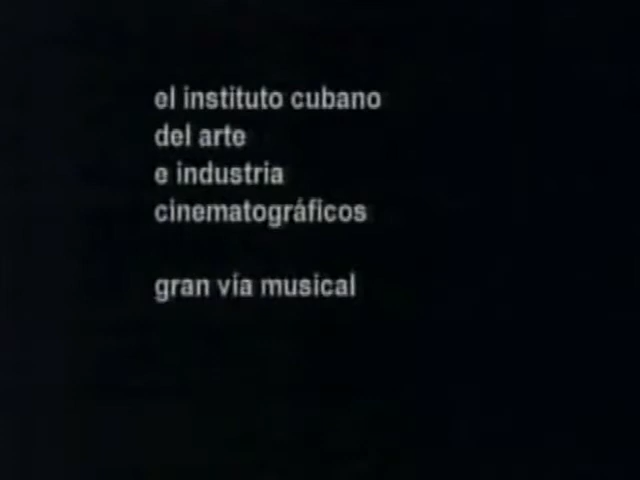 el instituto cubano
del arte
e industria
cinematográficos
gran vía musical